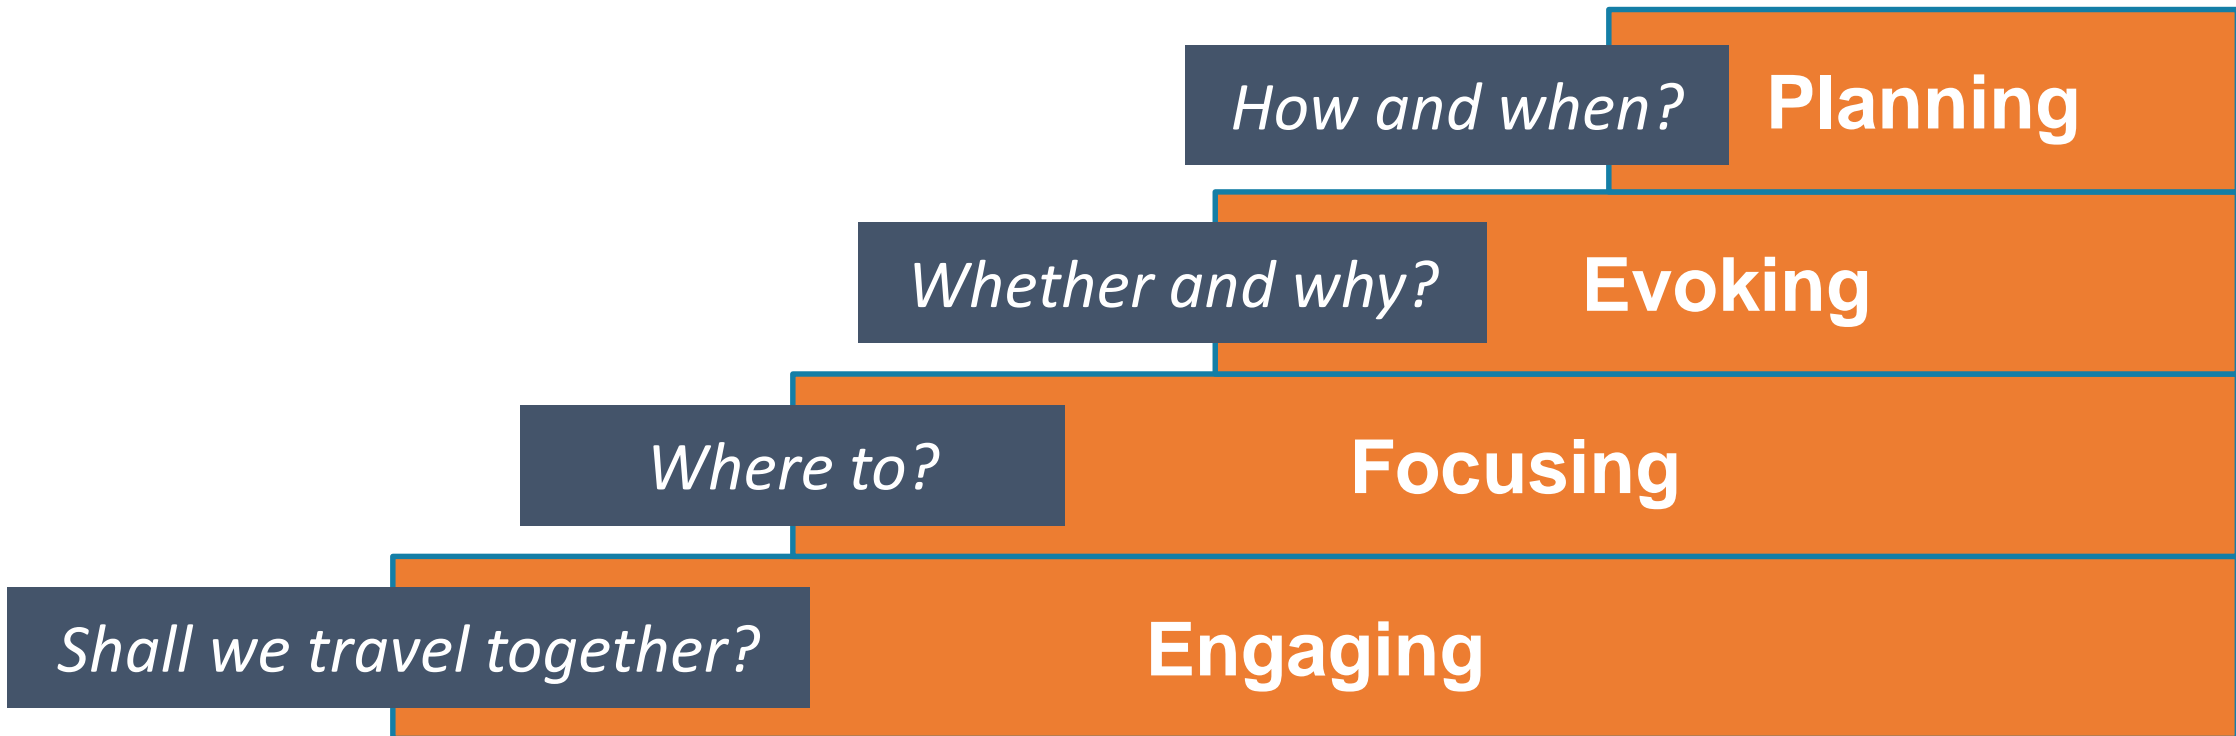 How and when?
Planning
Whether and why?
Evoking
Where to?
Focusing
Shall we travel together?
Engaging